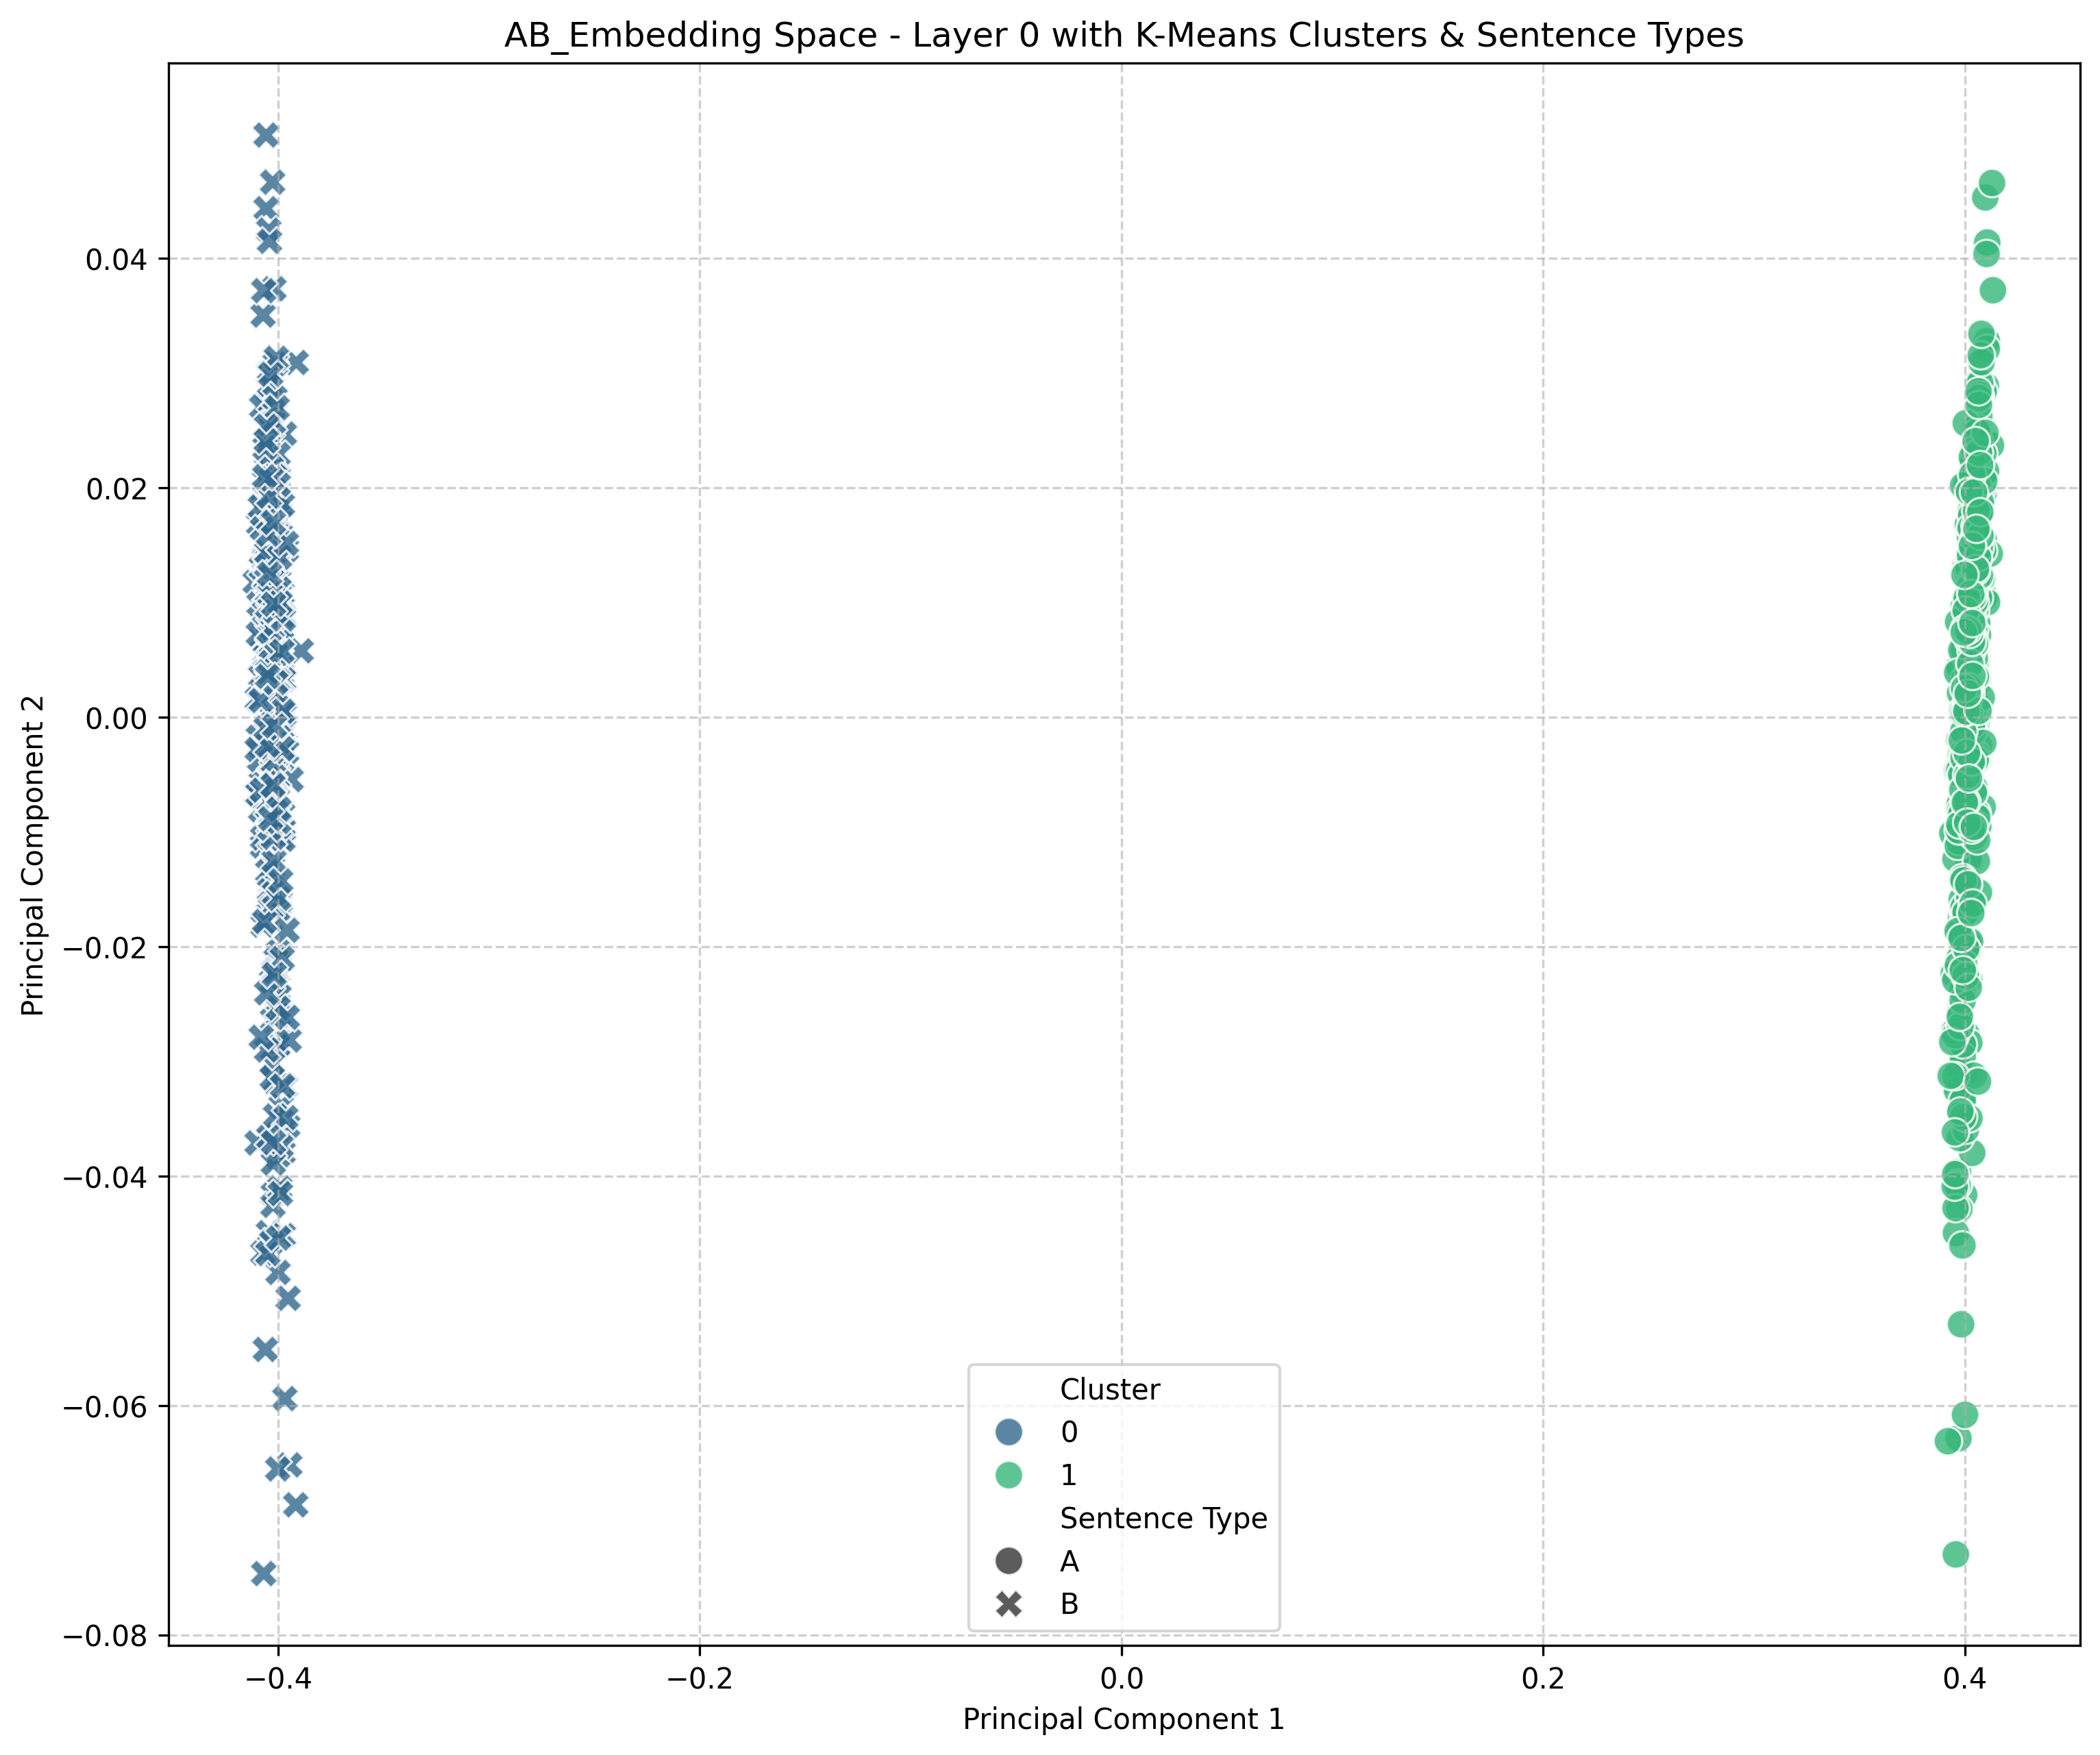 AB_Embedding Space - Layer 0 with K-Means Clusters & Sentence Types
0.04
0.02
0.00
−0.02
−0.04
−0.06
−0.08
Principal Component 2
Cluster
0
1
Sentence Type
A
B
−0.4
−0.2
0.0
0.2
0.4
Principal Component 1